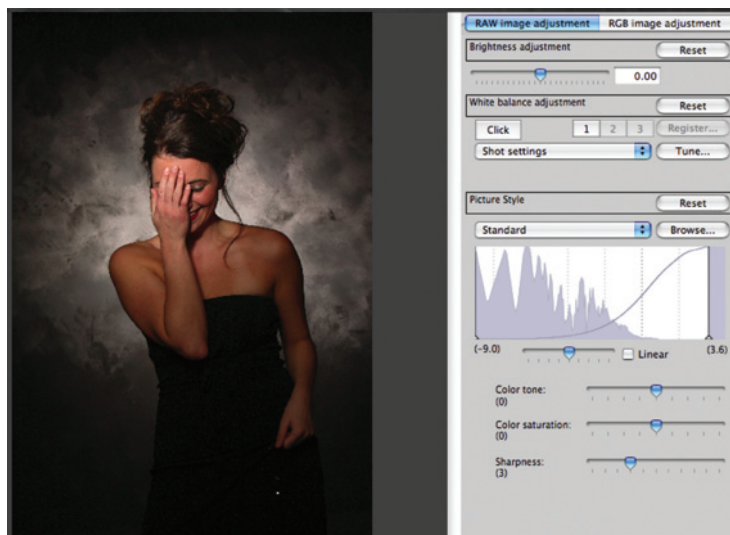 RAW image adjustment RGB image adjustment
Brightness adjustment Reset
0.00
White balance adjustment Reset
Click 1 2 3 Register...
Shot settings Tune...
Picture Style Reset
Standard Browse...
(-9.0) Linear (3.6)
Color tone:
(0)
Color saturation:
(0)
Sharpness:
(3)